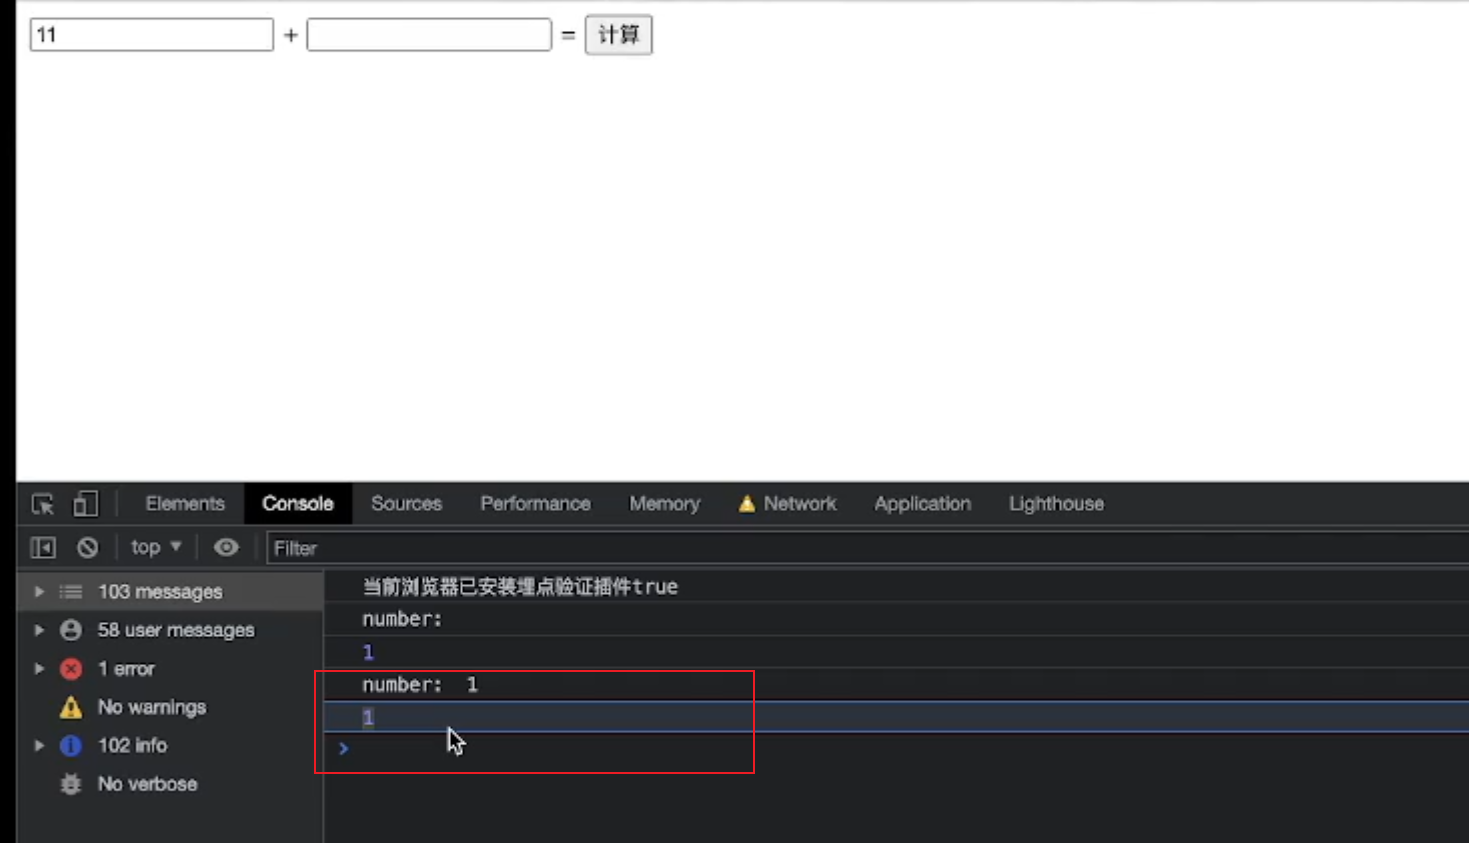 11 + = 计算
Elements Console Sources Performance Memory Network Application Lighthouse
top ▼ Filter
103 messages
58 user messages
1 error
No warnings
102 info
No verbose
当前浏览器已安装埋点验证插件true
number:
1
number: 1
1
>